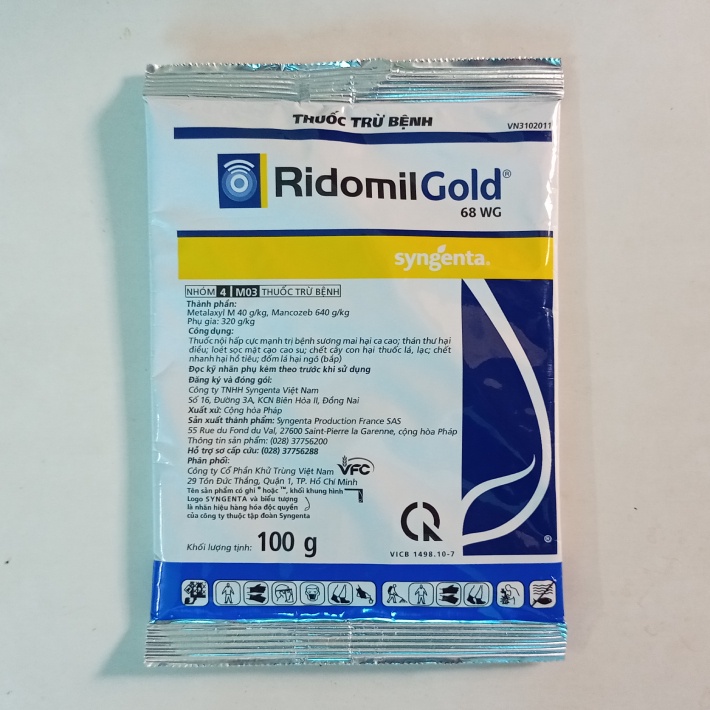 THUỐC TRỪ BỆNH
VN3102011
RidomilGold®
68 WG
syngenta®
NHÓM 4 M03 THUỐC TRỪ BỆNH
Thành phần:
Metalaxyl M 40 g/kg, Mancozeb 640 g/kg
Phụ gia: 320 g/kg
Công dụng:
Thuốc nội hấp cực mạnh trị bệnh sương mai hại ca cao; thán thư hại
điều; loét sọc mặt cạo cao su; chết cây con hại thuốc lá, lạc; chết
nhanh hại hồ tiêu; đốm lá hại ngô (bắp)
Đọc kỹ nhãn phụ kèm theo trước khi sử dụng
Đăng ký và đóng gói:
Công ty TNHH Syngenta Việt Nam
Số 16, Đường 3A, KCN Biên Hòa II, Đồng Nai
Xuất xứ: Cộng hòa Pháp
Sản xuất thành phẩm: Syngenta Production France SAS
55 Rue du Fond du Val, 27600 Saint-Pierre la Garenne, cộng hòa Pháp
Thông tin sản phẩm: (028) 37756200
Hỗ trợ sơ cấp cứu: (028) 37756288
Phân phối:
Công ty Cổ Phần Khử Trùng Việt Nam VFC
29 Tôn Đức Thắng, Quận 1, TP. Hồ Chí Minh
Tên sản phẩm có ghi ® hoặc ™, khối khung hình
Logo SYNGENTA và biểu tượng
là nhãn hiệu hàng hóa độc quyền
của công ty thuộc tập đoàn Syngenta
Khối lượng tịnh: 100 g
VICB 1498.10-7
®